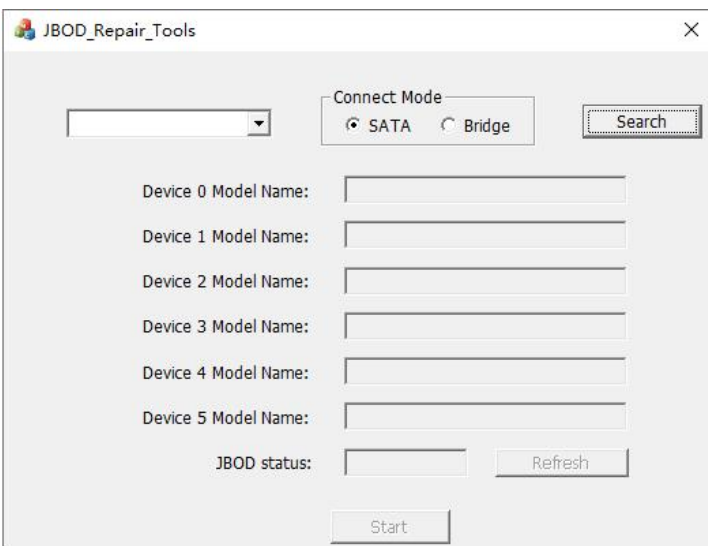 JBOD_Repair_Tools
Connect Mode
SATA Bridge
Search
Device 0 Model Name:
Device 1 Model Name:
Device 2 Model Name:
Device 3 Model Name:
Device 4 Model Name:
Device 5 Model Name:
JBOD status:
Refresh
Start